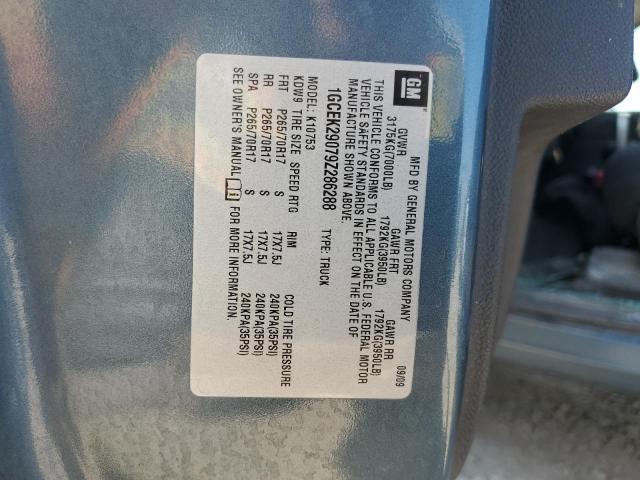 GM
MFD BY GENERAL MOTORS COMPANY 09/09
GVWR GAWR FRT GAWR RR
3175KG(7000LB) 1792KG(3950LB) 1792KG(3950LB)
THIS VEHICLE CONFORMS TO ALL APPLICABLE U.S. FEDERAL MOTOR
VEHICLE SAFETY STANDARDS IN EFFECT ON THE DATE OF
MANUFACTURE SHOWN ABOVE.
1GCEK29079Z286288 TYPE: TRUCK
MODEL: K10753
KDW9 TIRE SIZE SPEED RTG RIM COLD TIRE PRESSURE
FRT P265/70R17 S 17X7.5J 240KPA(35PSI)
RR P265/70R17 S 17X7.5J 240KPA(35PSI)
SPA P265/70R17 S 17X7.5J 240KPA(35PSI)
SEE OWNER'S MANUAL FOR MORE INFORMATION.